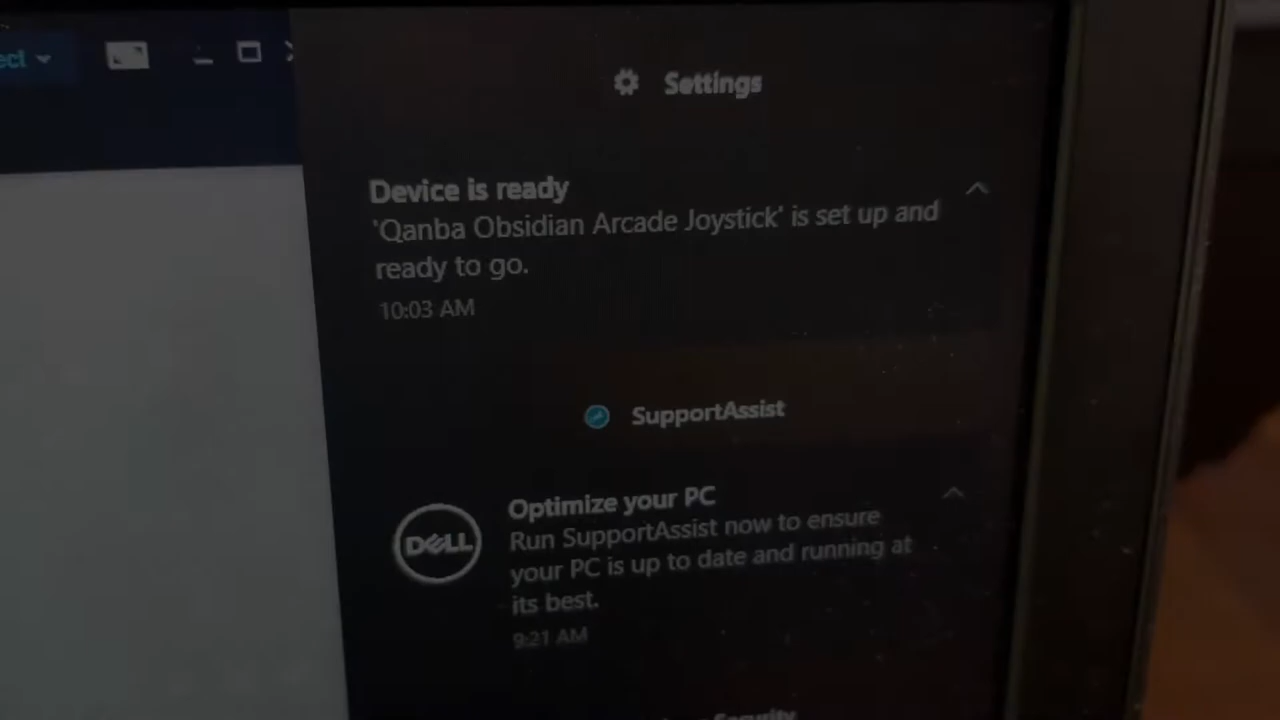 ect
Settings
Device is ready
'Qanba Obsidian Arcade Joystick' is set up and
ready to go.
10:03 AM
SupportAssist
DELL
Optimize your PC
Run SupportAssist now to ensure
your PC is up to date and running at
its best.
9:21 AM
Security